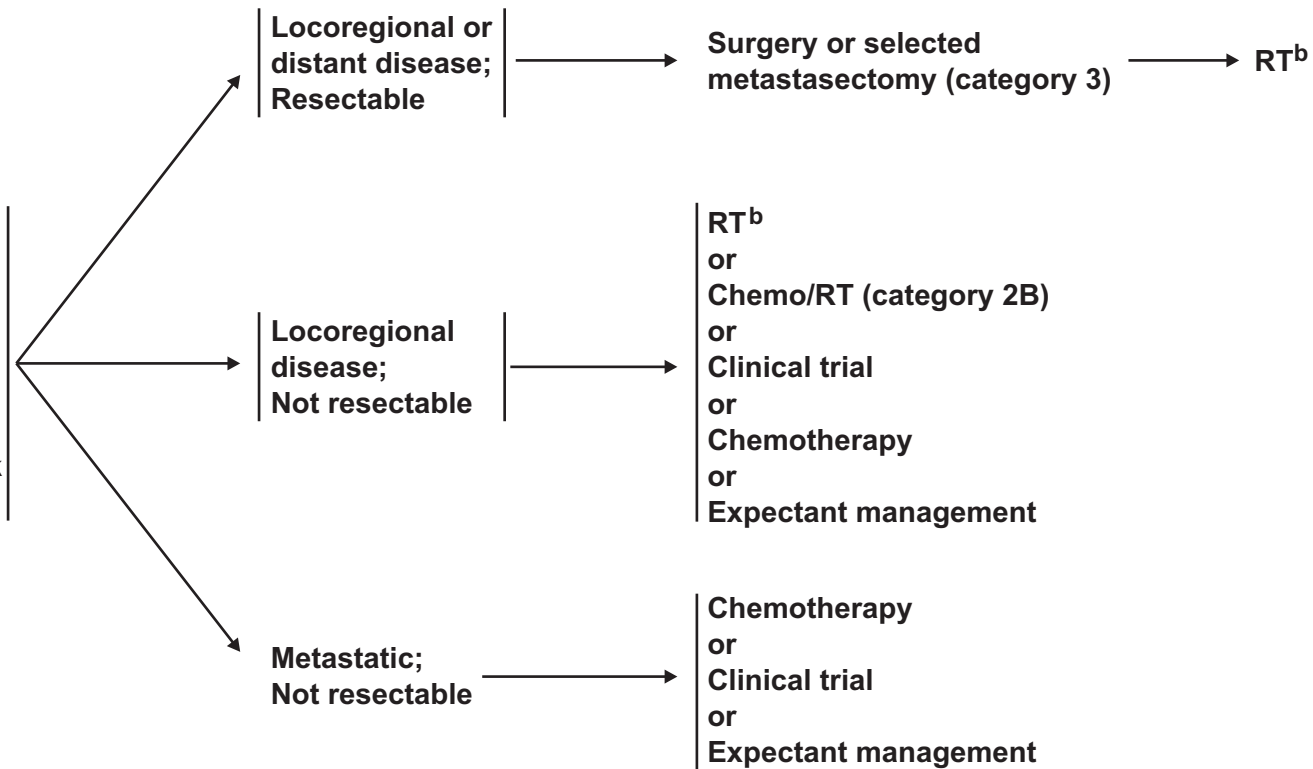 Locoregional or
distant disease;
Resectable
Surgery or selected
metastasectomy (category 3)
RTb
Locoregional
disease;
Not resectable
RTb
or
Chemo/RT (category 2B)
or
Clinical trial
or
Chemotherapy
or
Expectant management
Metastatic;
Not resectable
Chemotherapy
or
Clinical trial
or
Expectant management